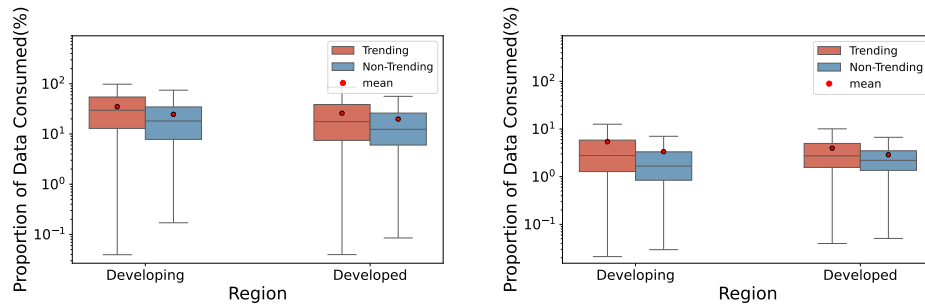 Proportion of Data Consumed(%)
10²
10¹
10⁰
10⁻¹
Trending
Non-Trending
mean
Developing
Developed
Region
Proportion of Data Consumed(%)
10²
10¹
10⁰
10⁻¹
Trending
Non-Trending
mean
Developing
Developed
Region